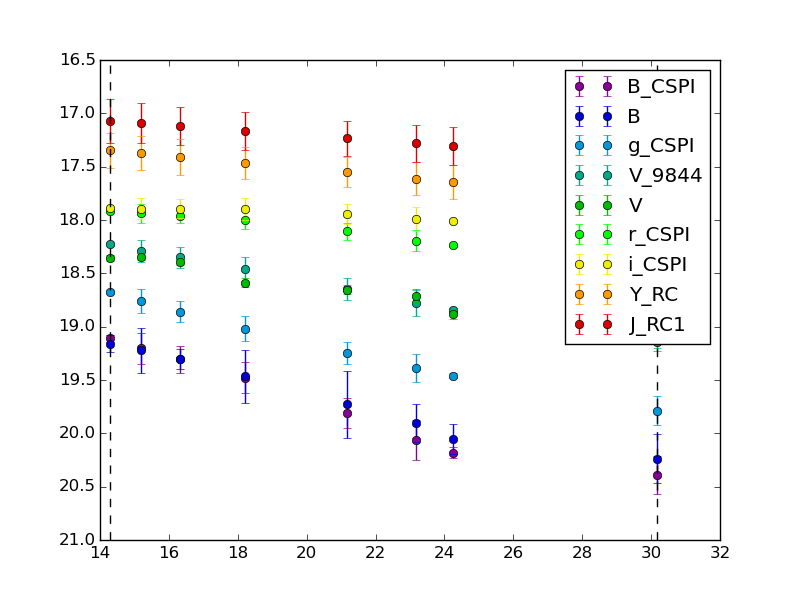 16.5
17.0
17.5
18.0
18.5
19.0
19.5
20.0
20.5
21.0
14 16 18 20 22 24 26 28 30 32
B_CSPI
B
g_CSPI
V_9844
V
r_CSPI
i_CSPI
Y_RC
J_RC1